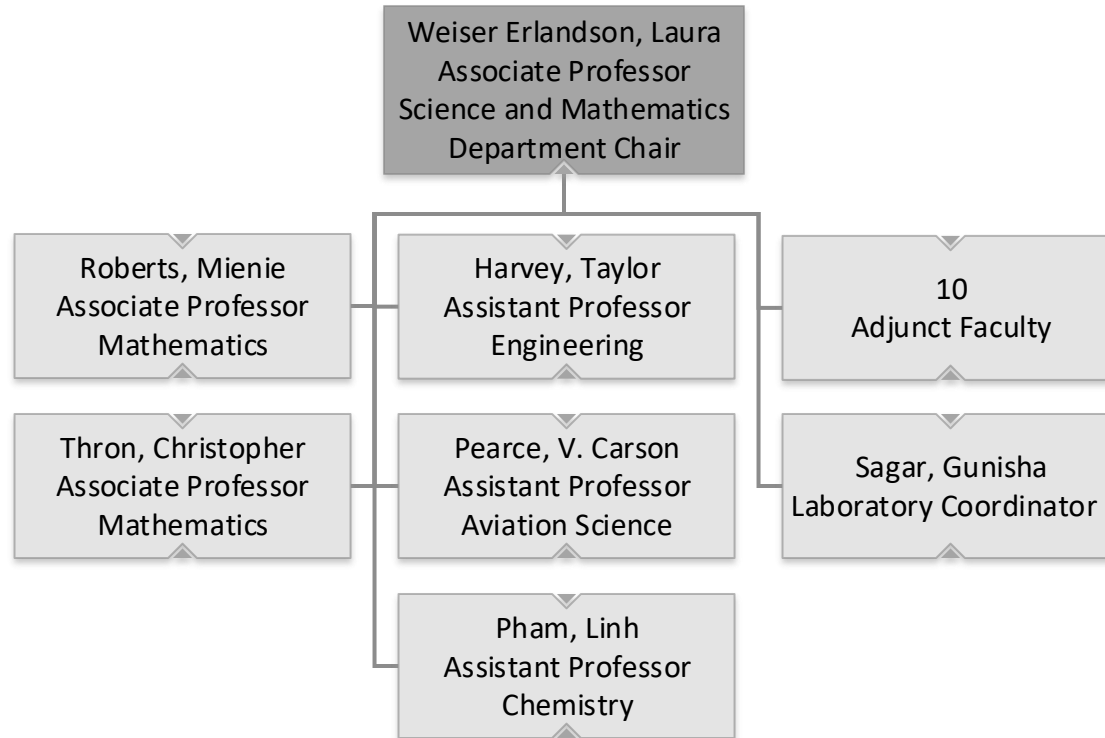 Weiser Erlandson, Laura
Associate Professor
Science and Mathematics
Department Chair
Roberts, Mienie
Associate Professor
Mathematics
Harvey, Taylor
Assistant Professor
Engineering
10
Adjunct Faculty
Thron, Christopher
Associate Professor
Mathematics
Pearce, V. Carson
Assistant Professor
Aviation Science
Sagar, Gunisha
Laboratory Coordinator
Pham, Linh
Assistant Professor
Chemistry